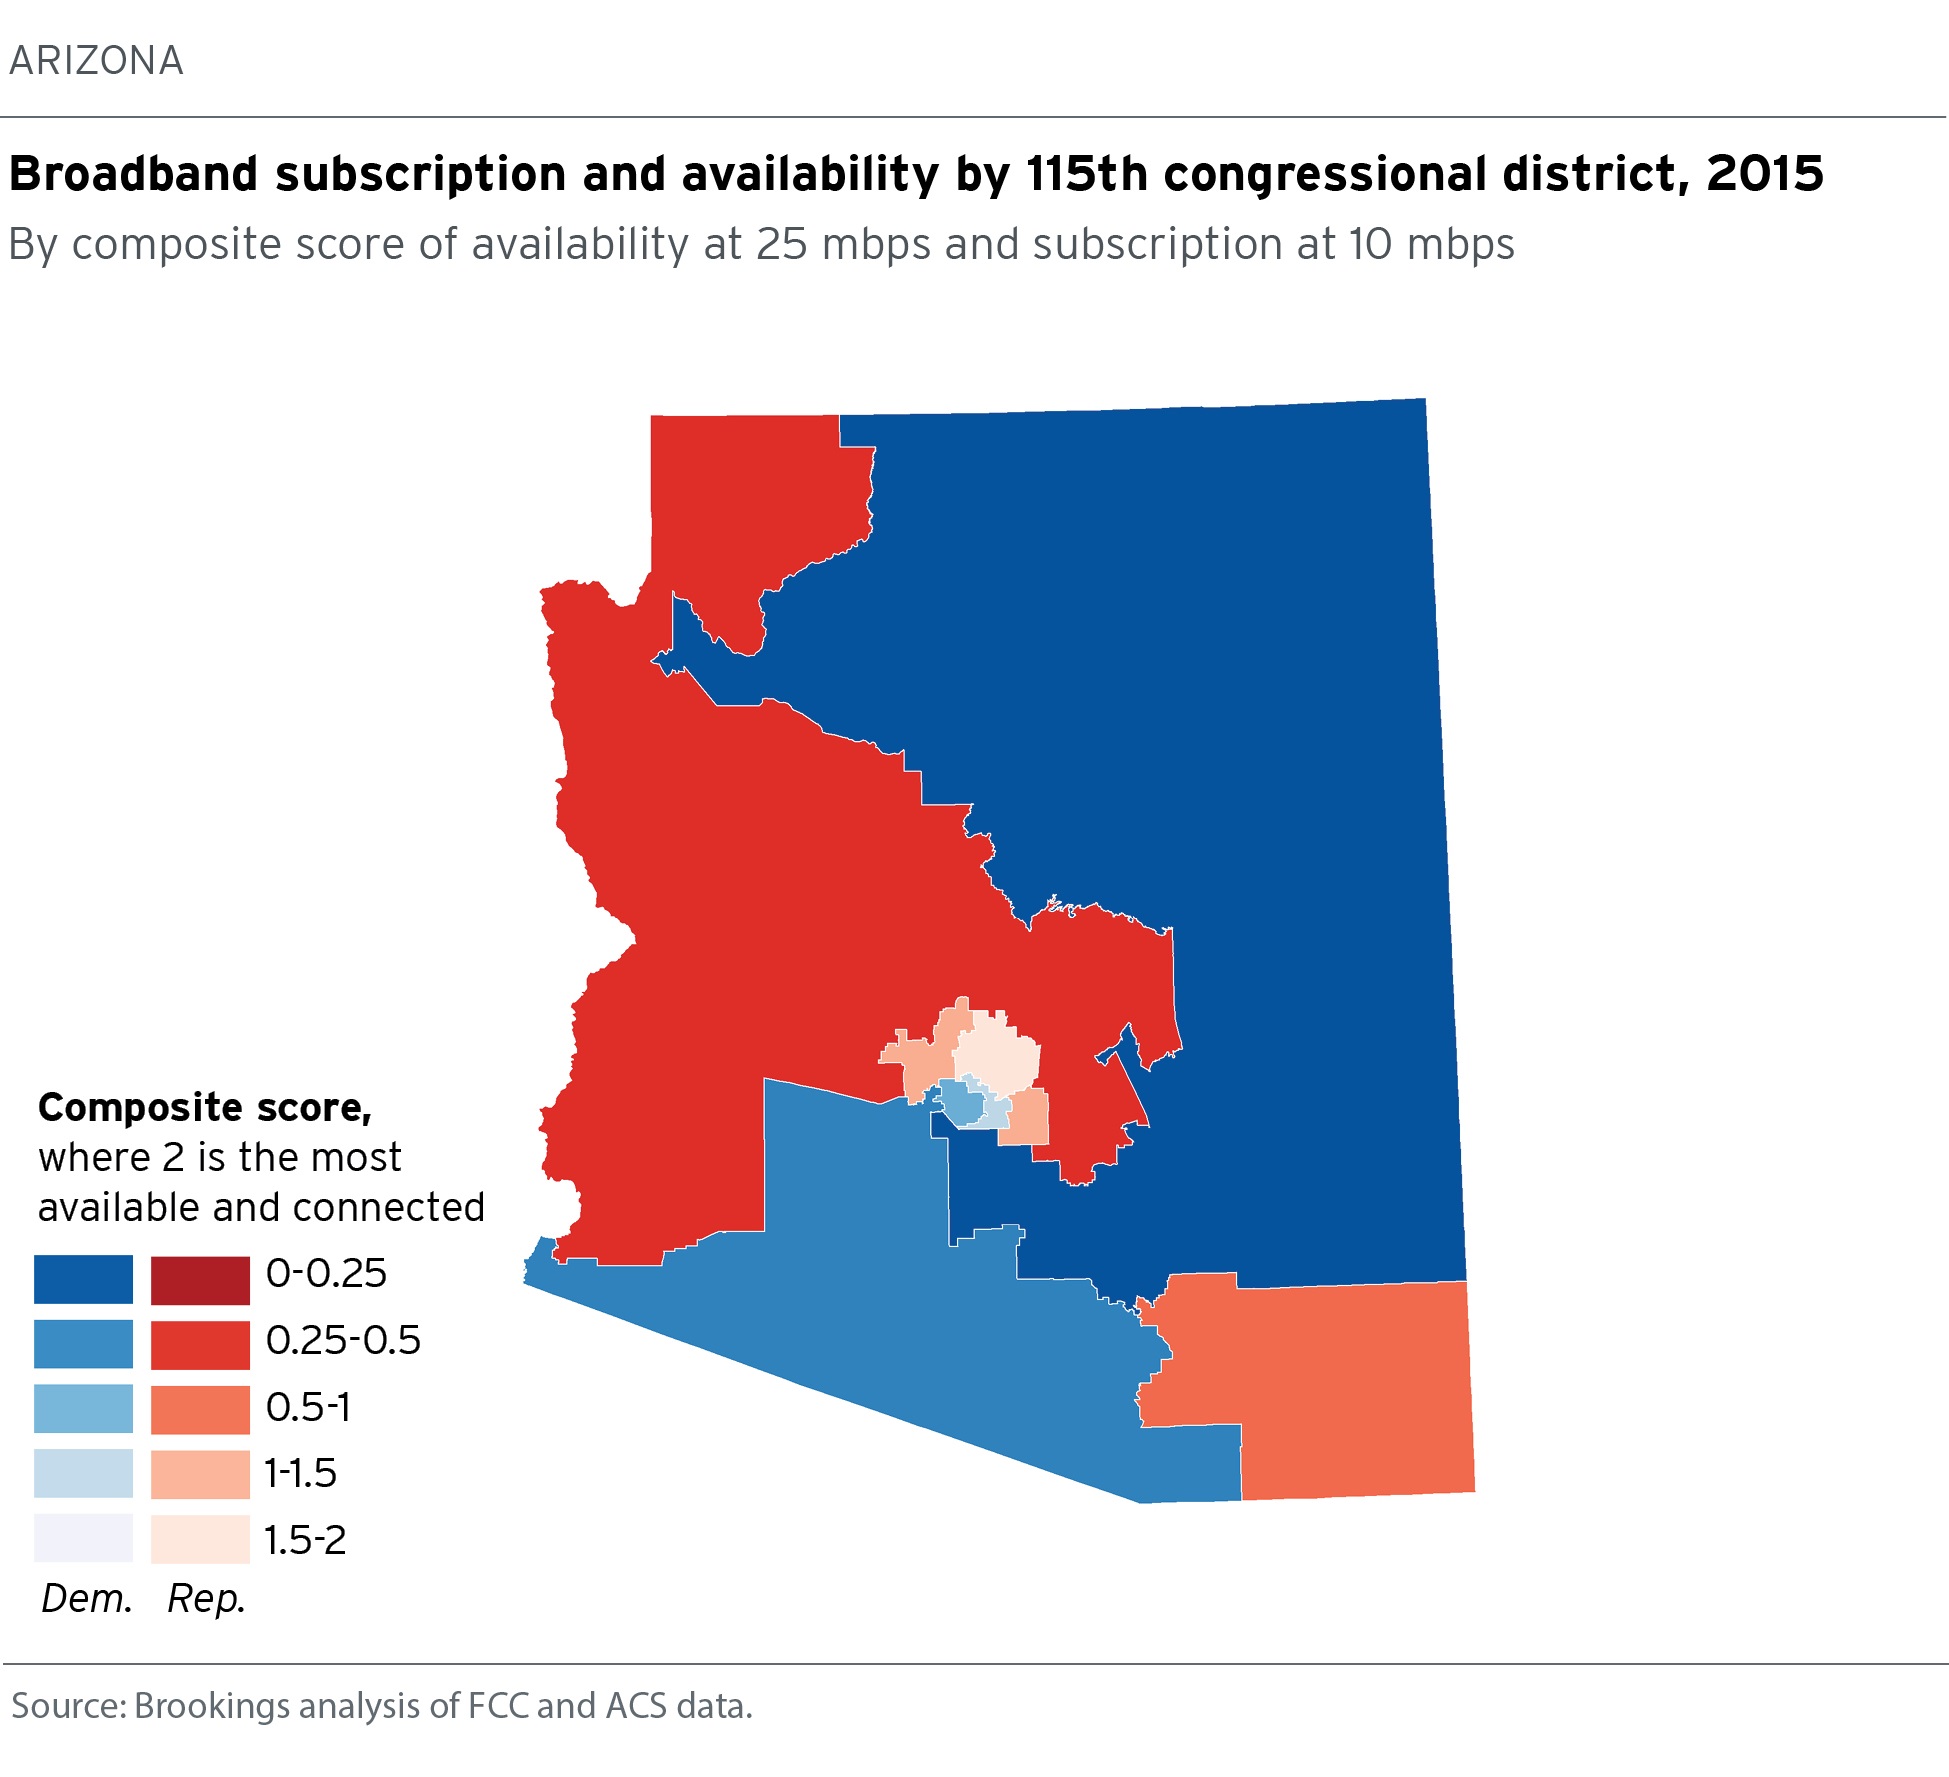 ARIZONA
Broadband subscription and availability by 115th congressional district, 2015
By composite score of availability at 25 mbps and subscription at 10 mbps
Composite score,
where 2 is the most
available and connected
0-0.25
0.25-0.5
0.5-1
1-1.5
1.5-2
Dem. Rep.
Source: Brookings analysis of FCC and ACS data.